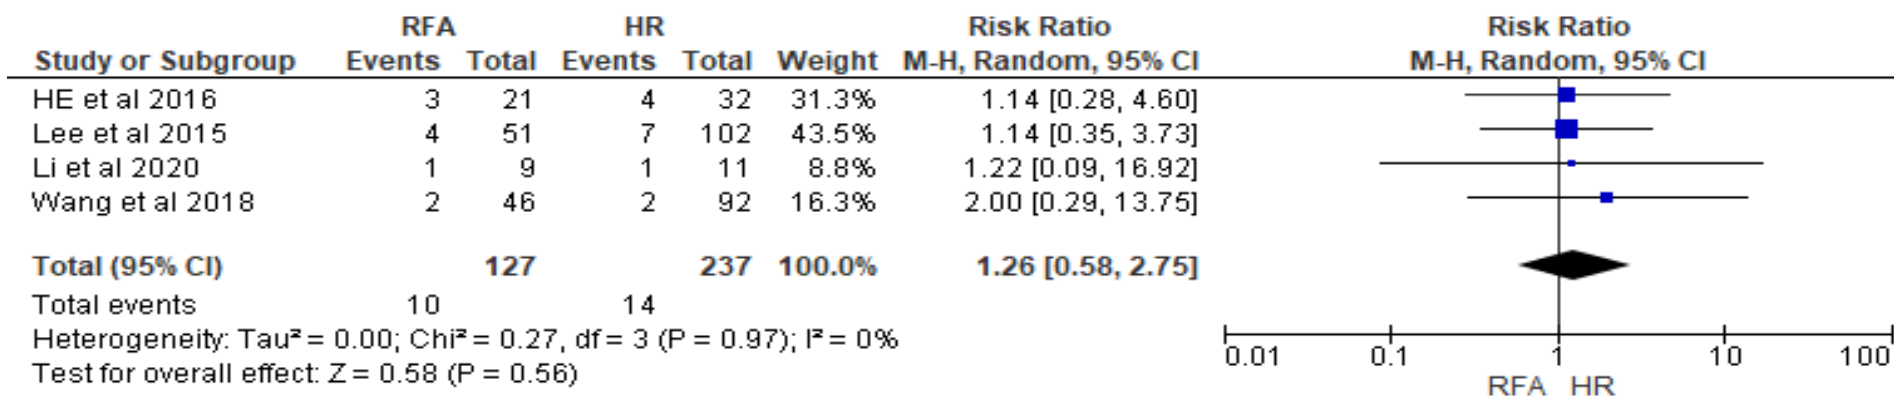 RFA HR Risk Ratio Risk Ratio
Study or Subgroup Events Total Events Total Weight M-H, Random, 95% CI M-H, Random, 95% CI
HE et al 2016 3 21 4 32 31.3% 1.14 [0.28, 4.60]
Lee et al 2015 4 51 7 102 43.5% 1.14 [0.35, 3.73]
Li et al 2020 1 9 1 11 8.8% 1.22 [0.09, 16.92]
Wang et al 2018 2 46 2 92 16.3% 2.00 [0.29, 13.75]
Total (95% CI) 127 237 100.0% 1.26 [0.58, 2.75]
Total events 10 14
Heterogeneity: Tau² = 0.00; Chi² = 0.27, df = 3 (P = 0.97); I² = 0%
Test for overall effect: Z = 0.58 (P = 0.56)
0.01 0.1 1 10 100
RFA HR